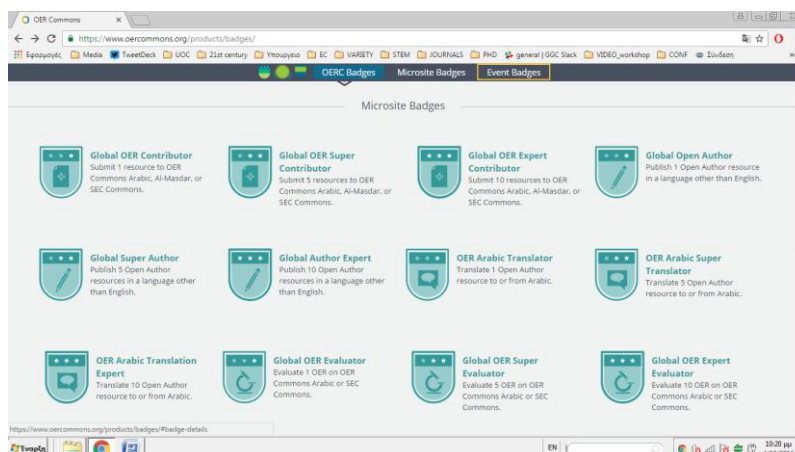 OER Commons
https://www.oercommons.org/products/badges/
Εφαρμογές Media TweetDeck UOC 21st century Υπουργείο EC VARIETY STEM JOURNALS PHD general | GGC Slack VIDEO_workshop CONF Σύνδεση
OERC Badges Microsite Badges Event Badges
Microsite Badges
Global OER Contributor
Submit 1 resource to OER
Commons Arabic, Al-Masdar, or
SEC Commons.
Global OER Super
Contributor
Submit 5 resources to OER
Commons Arabic, Al-Masdar, or
SEC Commons.
Global OER Expert
Contributor
Submit 10 resources to OER
Commons Arabic, Al-Masdar, or
SEC Commons.
Global Open Author
Publish 1 Open Author resource
in a language other than English.
Global Super Author
Publish 5 Open Author
resources in a language other
than English.
Global Author Expert
Publish 10 Open Author
resources in a language other
than English.
OER Arabic Translator
Translate 1 Open Author
resource to or from Arabic.
OER Arabic Super
Translator
Translate 5 Open Author
resource to or from Arabic.
OER Arabic Translation
Expert
Translate 10 Open Author
resource to or from Arabic.
Global OER Evaluator
Evaluate 1 OER on OER
Commons Arabic or SEC
Commons.
Global OER Super
Evaluator
Evaluate 5 OER on OER
Commons Arabic or SEC
Commons.
Global OER Expert
Evaluator
Evaluate 10 OER on OER
Commons Arabic or SEC
Commons.
https://www.oercommons.org/products/badges/#badge-details
Έναρξη EN 10:20 μμ